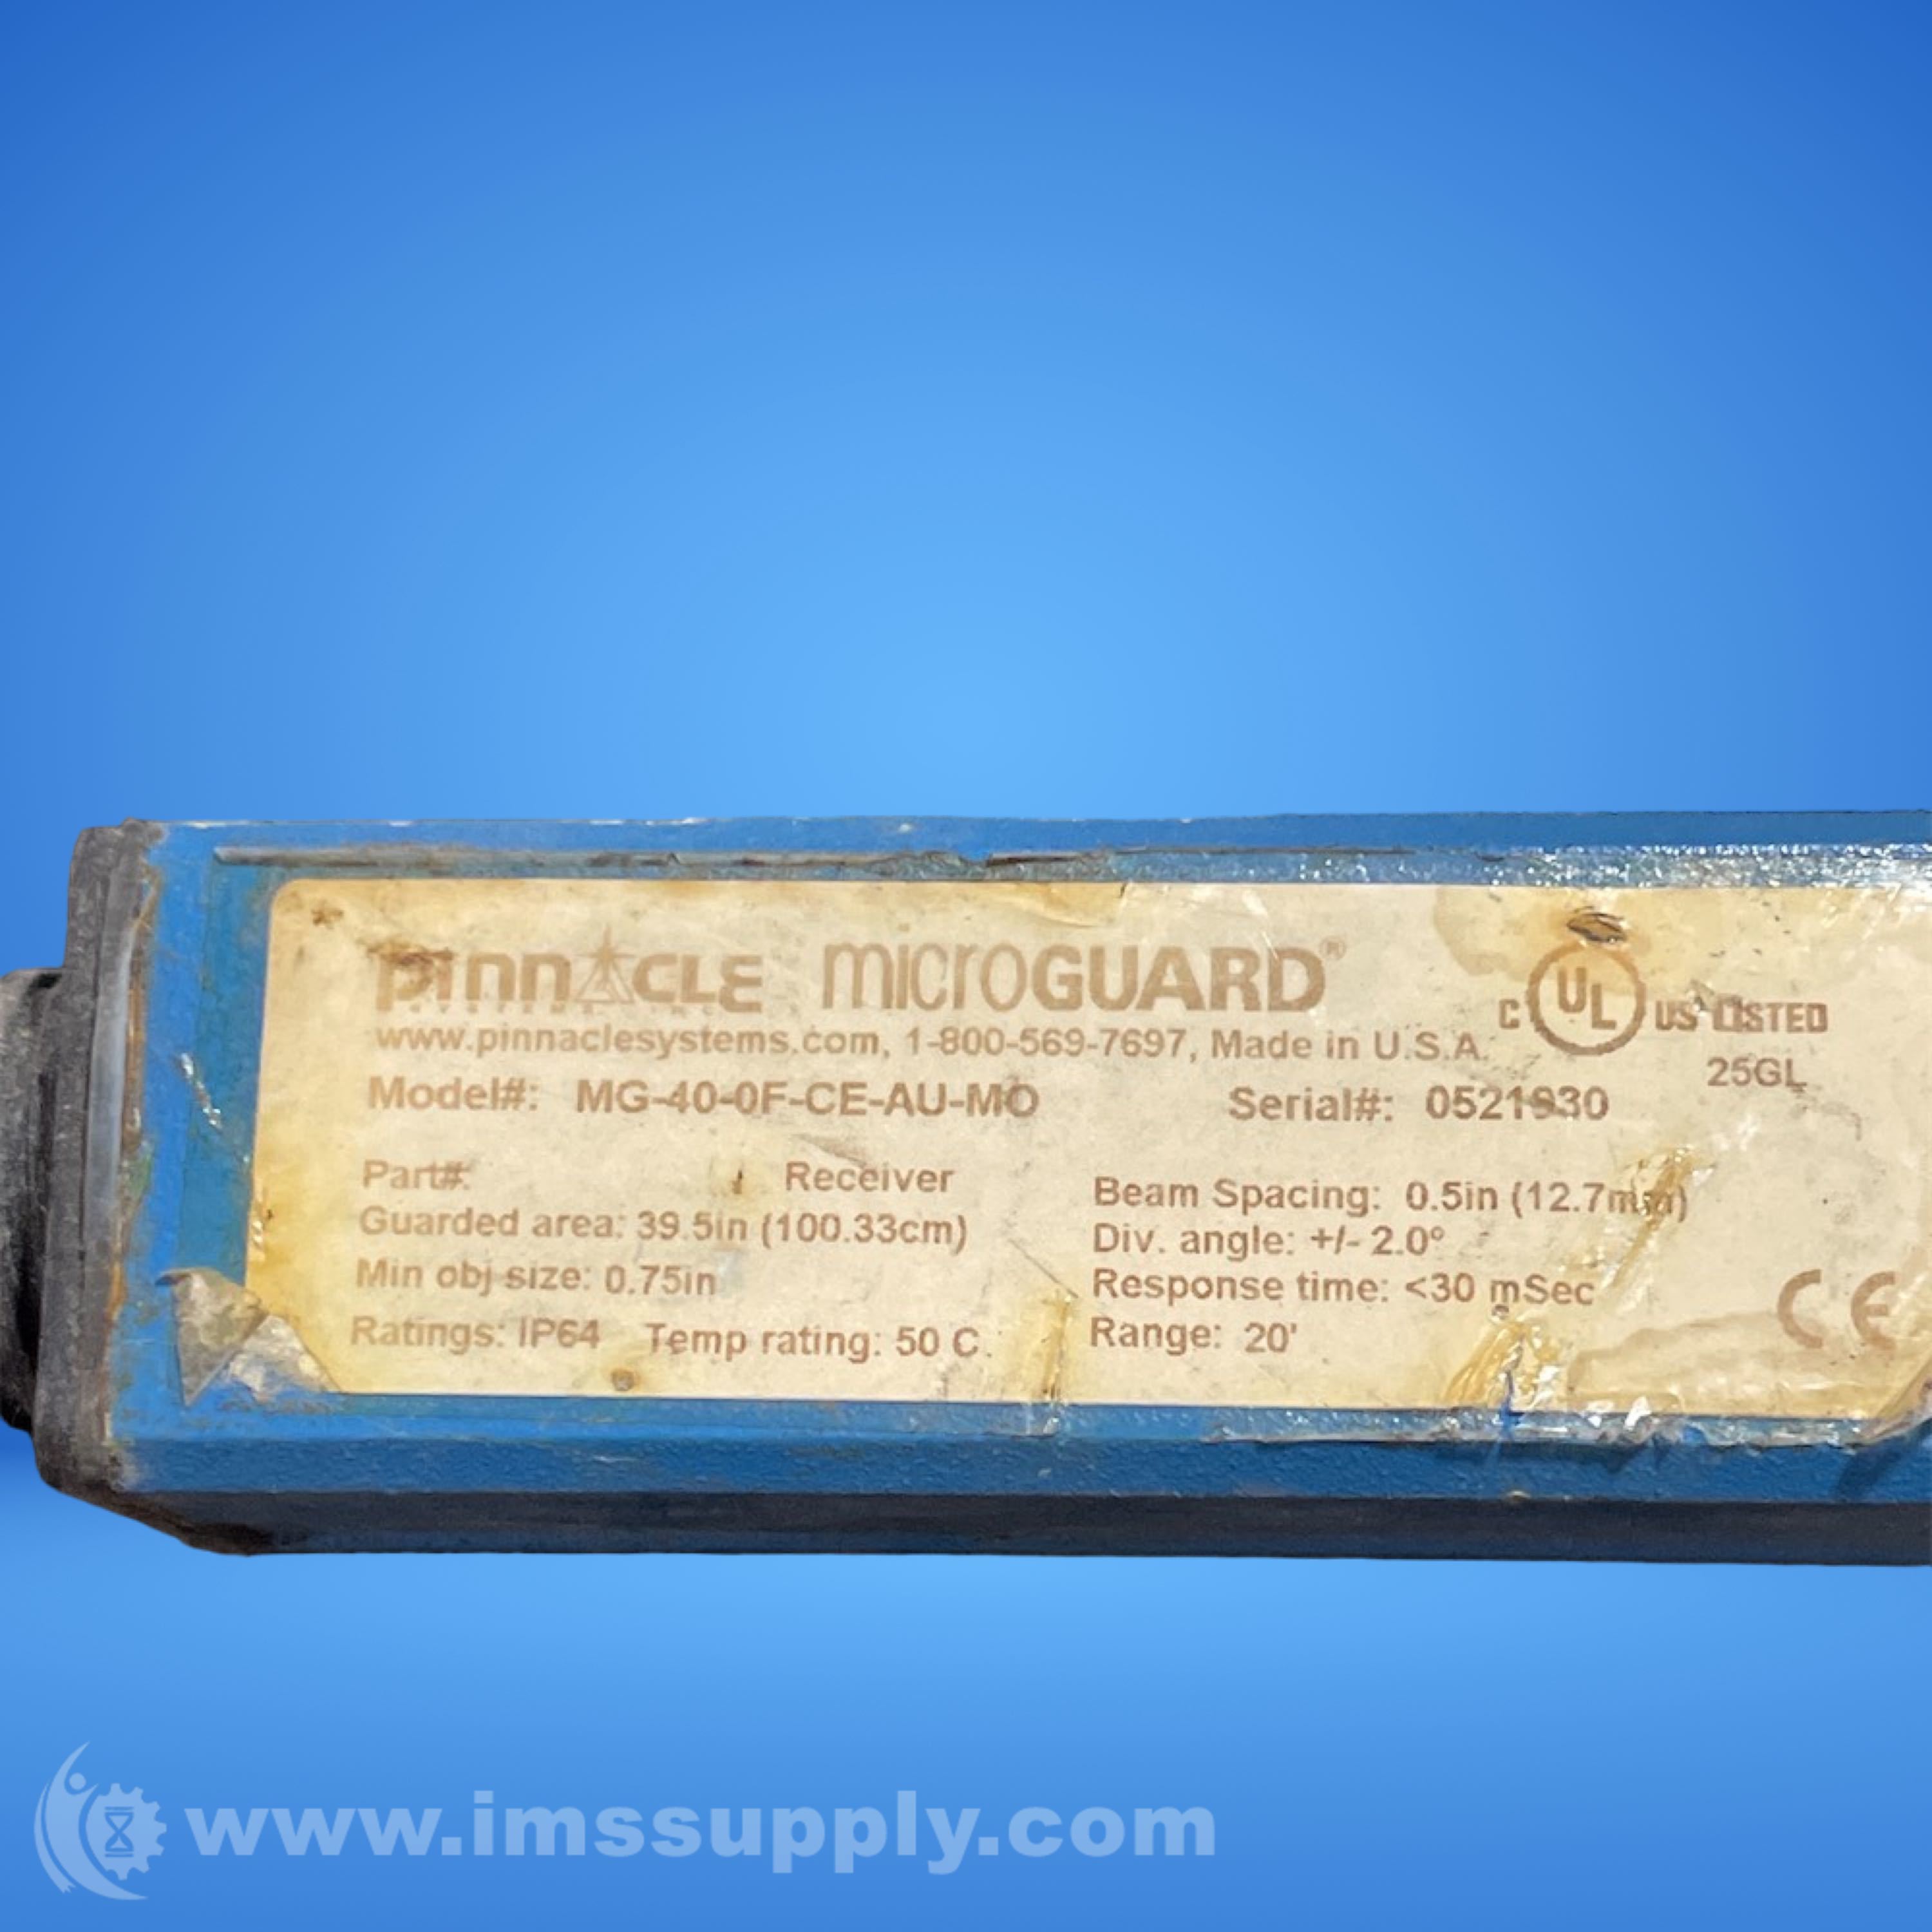 PINNACLE microGUARD®
www.pinnaclesystems.com, 1-800-569-7697, Made in U.S.A.
C UL US LISTED
25GL
Model#: MG-40-0F-CE-AU-MO
Serial#: 0521930
Part#: Receiver
Guarded area: 39.5in (100.33cm)
Min obj size: 0.75in
Ratings: IP64 Temp rating: 50 C.
Beam Spacing: 0.5in (12.7mm)
Div. angle: +/- 2.0°
Response time: <30 mSec
Range: 20'
CE
www.imssupply.com